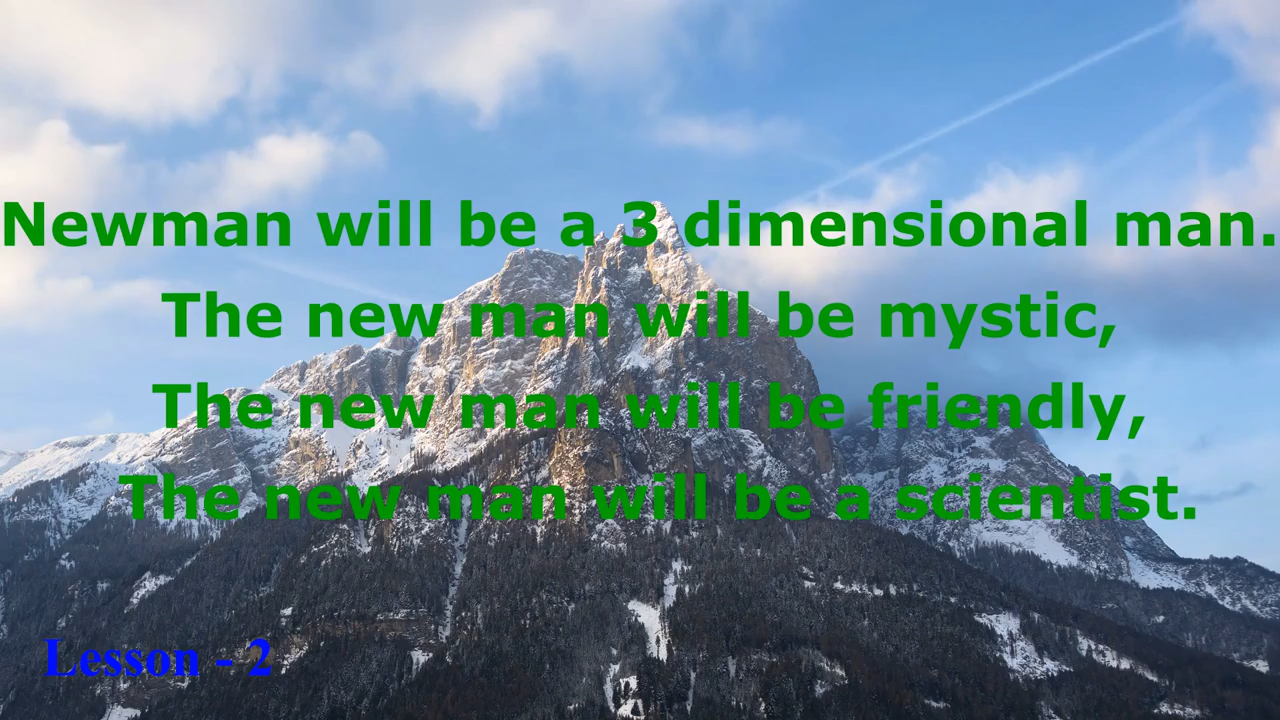 Newman will be a 3 dimensional man.
The new man will be mystic,
The new man will be friendly,
The new man will be a scientist.
Lesson - 2